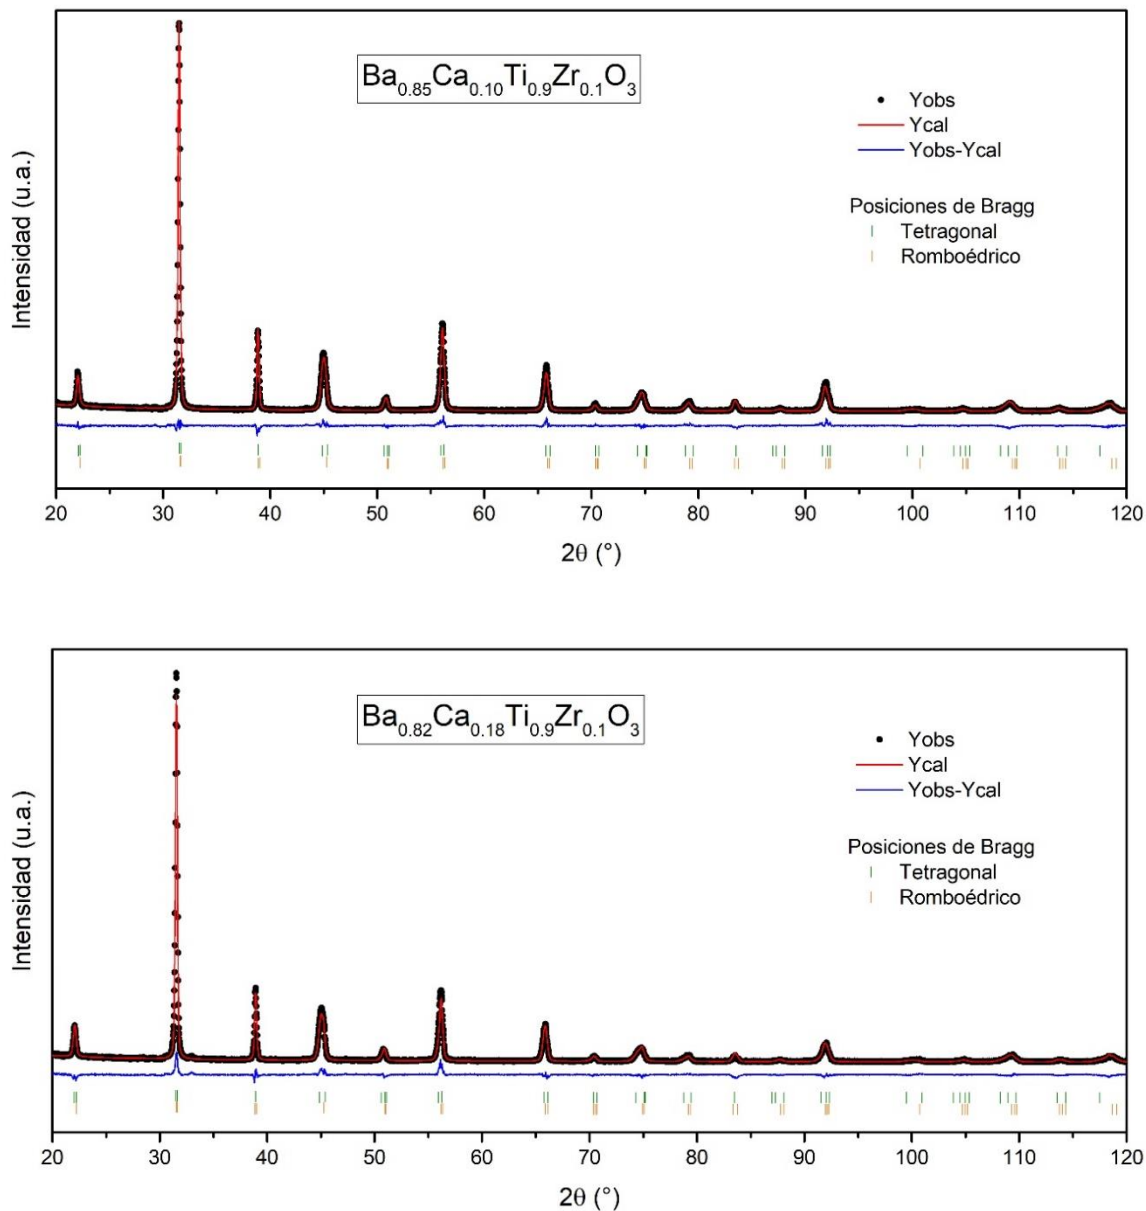 Ba0.85Ca0.10Ti0.9Zr0.1O3
Yobs
Ycal
Yobs-Ycal
Posiciones de Bragg
Tetragonal
Romboédrico
Intensidad (u.a.)
20 30 40 50 60 70 80 90 100 110 120
2θ (°)
Ba0.82Ca0.18Ti0.9Zr0.1O3
Yobs
Ycal
Yobs-Ycal
Posiciones de Bragg
Tetragonal
Romboédrico
Intensidad (u.a.)
20 30 40 50 60 70 80 90 100 110 120
2θ (°)